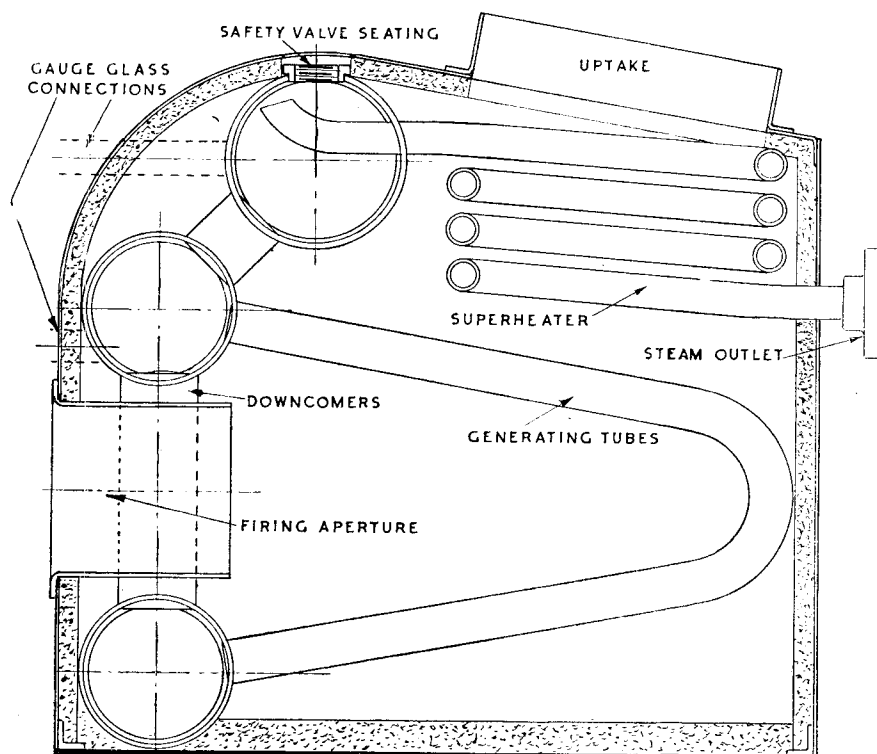 SAFETY VALVE SEATING
UPTAKE
GAUGE GLASS
CONNECTIONS
SUPERHEATER
STEAM OUTLET
DOWNCOMERS
GENERATING TUBES
FIRING APERTURE